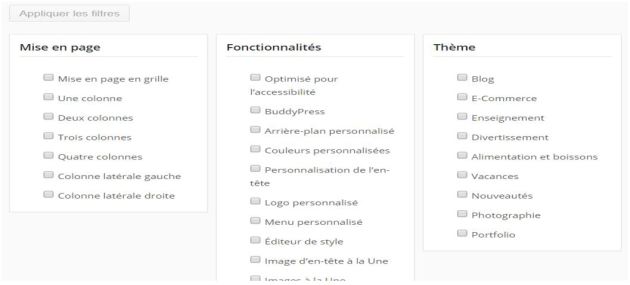 Appliquer les filtres
Mise en page
Mise en page en grille
Une colonne
Deux colonnes
Trois colonnes
Quatre colonnes
Colonne latérale gauche
Colonne latérale droite
Fonctionnalités
Optimisé pour
l'accessibilité
BuddyPress
Arrière-plan personnalisé
Couleurs personnalisées
Personnalisation de l'en-
tête
Logo personnalisé
Menu personnalisé
Éditeur de style
Image d'en-tête à la Une
Images à la Une
Thème
Blog
E-Commerce
Enseignement
Divertissement
Alimentation et boissons
Vacances
Nouveautés
Photographie
Portfolio